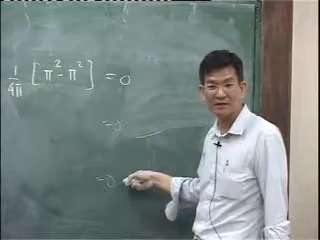 1/4π [π² - π²] = 0
= 0
= 0